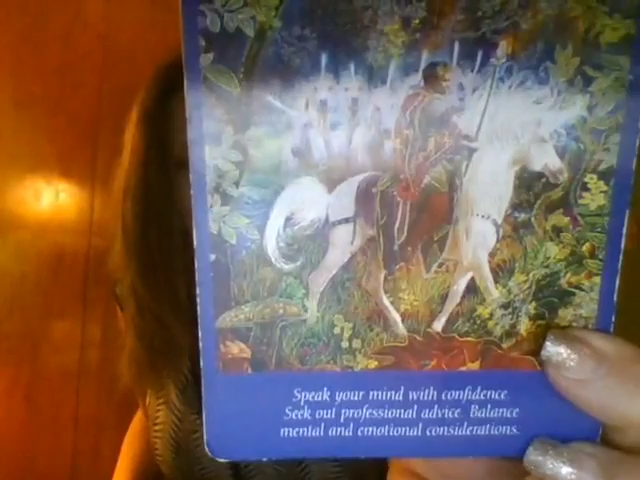 Speak your mind with confidence.
Seek out professional advice. Balance
mental and emotional considerations.